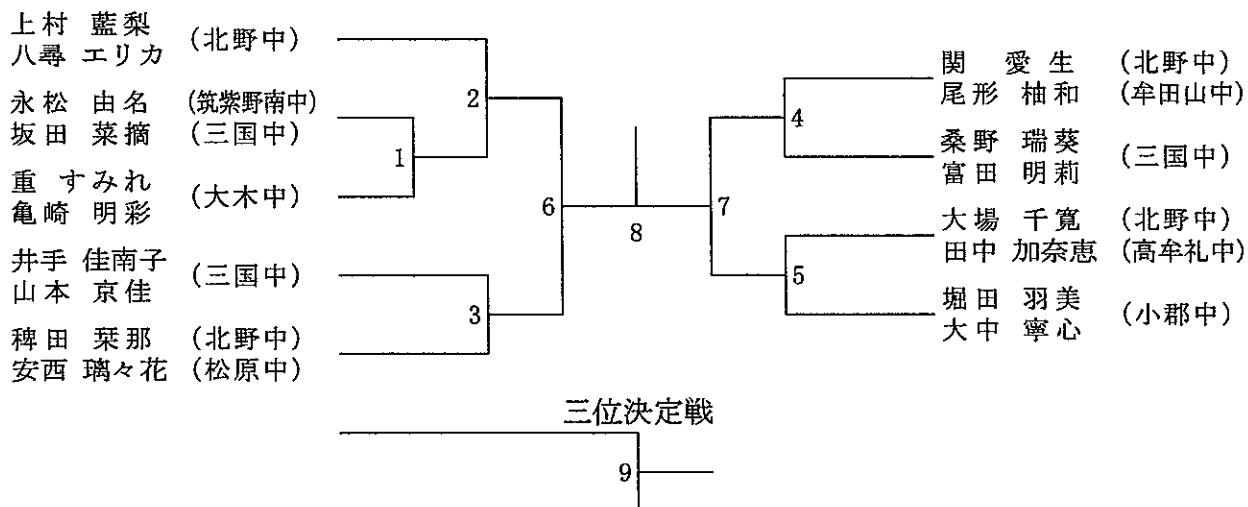 上村 藍梨
八尋 エリカ
(北野中)
永松 由名 (筑紫野南中)
坂田 菜摘 (三国中)
重 すみれ
亀崎 明彩
(大木中)
井手 佳南子
山本 京佳
(三国中)
稗田 栞那 (北野中)
安西 璃々花 (松原中)
1
2
3
6
8
7
4
5
関 愛生 (北野中)
尾形 柚和 (牟田山中)
桑野 瑞葵
富田 明莉
(三国中)
大場 千寛 (北野中)
田中 加奈恵 (高牟礼中)
堀田 羽美
大中 寧心
(小郡中)
三位決定戦
9